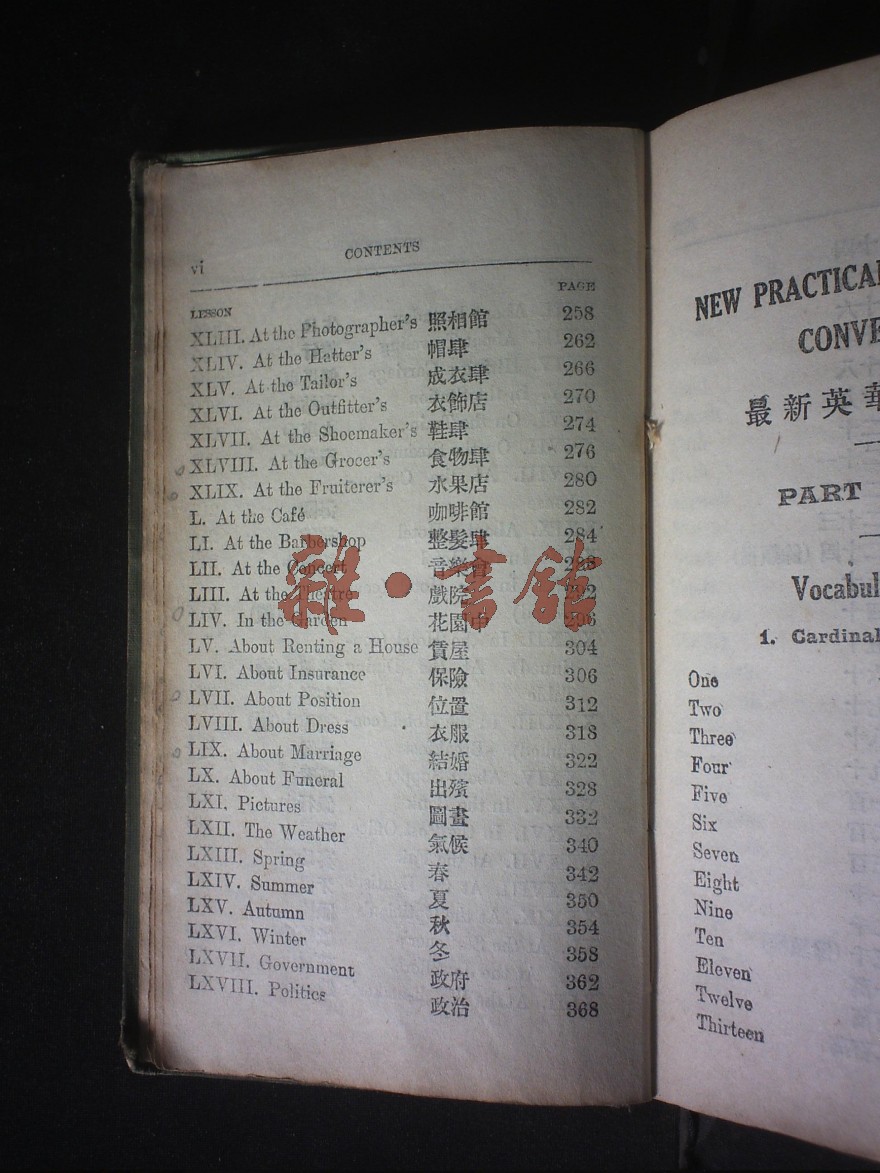 vi CONTENTS
LESSON PAGE
XLIII. At the Photographer's 照相館 258
XLIV. At the Hatter's 帽肆 262
XLV. At the Tailor's 成衣肆 266
XLVI. At the Outfitter's 衣飾店 270
XLVII. At the Shoemaker's 鞋肆 274
XLVIII. At the Grocer's 食物肆 276
XLIX. At the Fruiterer's 水果店 280
L. At the Café 咖啡館 282
LI. At the Barbershop 整髮肆 284
LII. At the Concert 音樂會 288
LIII. At the Theatre 戲院 292
LIV. In the Garden 花園中 296
LV. About Renting a House 賃屋 304
LVI. About Insurance 保險 306
LVII. About Position 位置 312
LVIII. About Dress 衣服 318
LIX. About Marriage 結婚 322
LX. About Funeral 出殯 328
LXI. Pictures 圖畫 332
LXII. The Weather 氣候 340
LXIII. Spring 春 342
LXIV. Summer 夏 350
LXV. Autumn 秋 354
LXVI. Winter 冬 358
LXVII. Government 政府 362
LXVIII. Politics 政治 368
雜·書館
NEW PRACTICAL
CONVE
最新英華
PART
Vocabul
1. Cardinal
One
Two
Three
Four
Five
Six
Seven
Eight
Nine
Ten
Eleven
Twelve
Thirteen